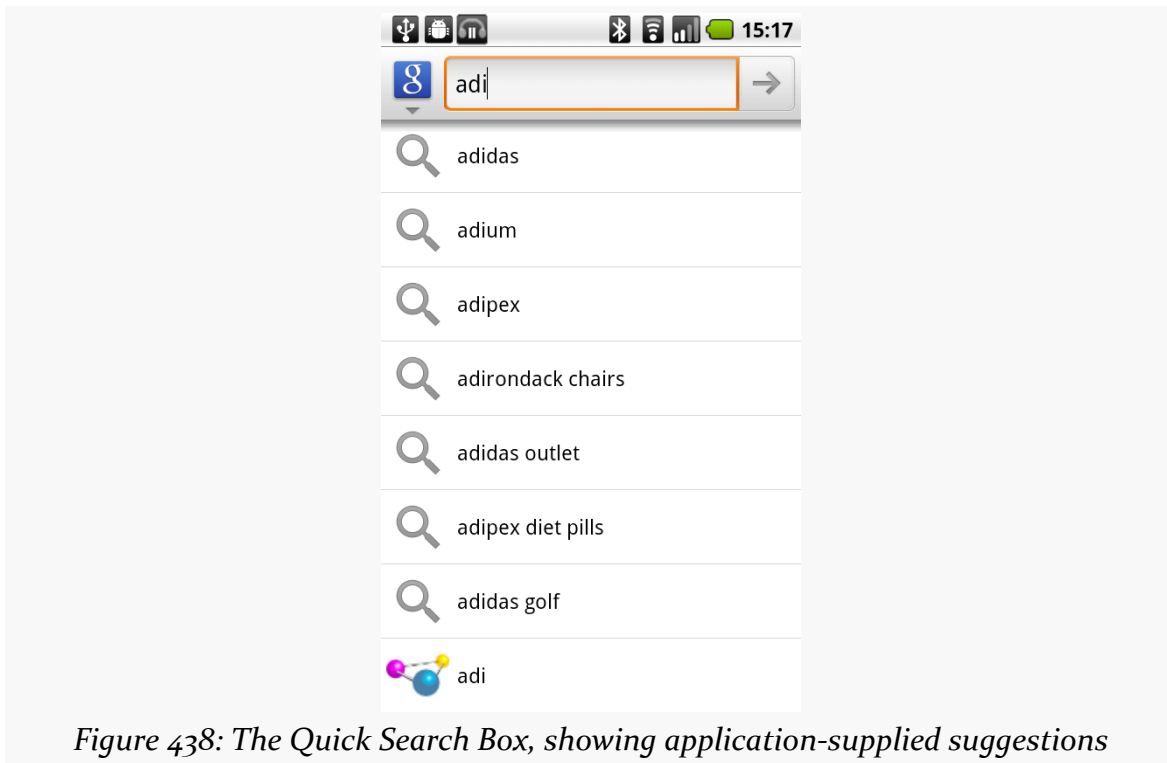 15:17
g adi
adidas
adium
adipex
adirondack chairs
adidas outlet
adipex diet pills
adidas golf
adi
Figure 438: The Quick Search Box, showing application-supplied suggestions